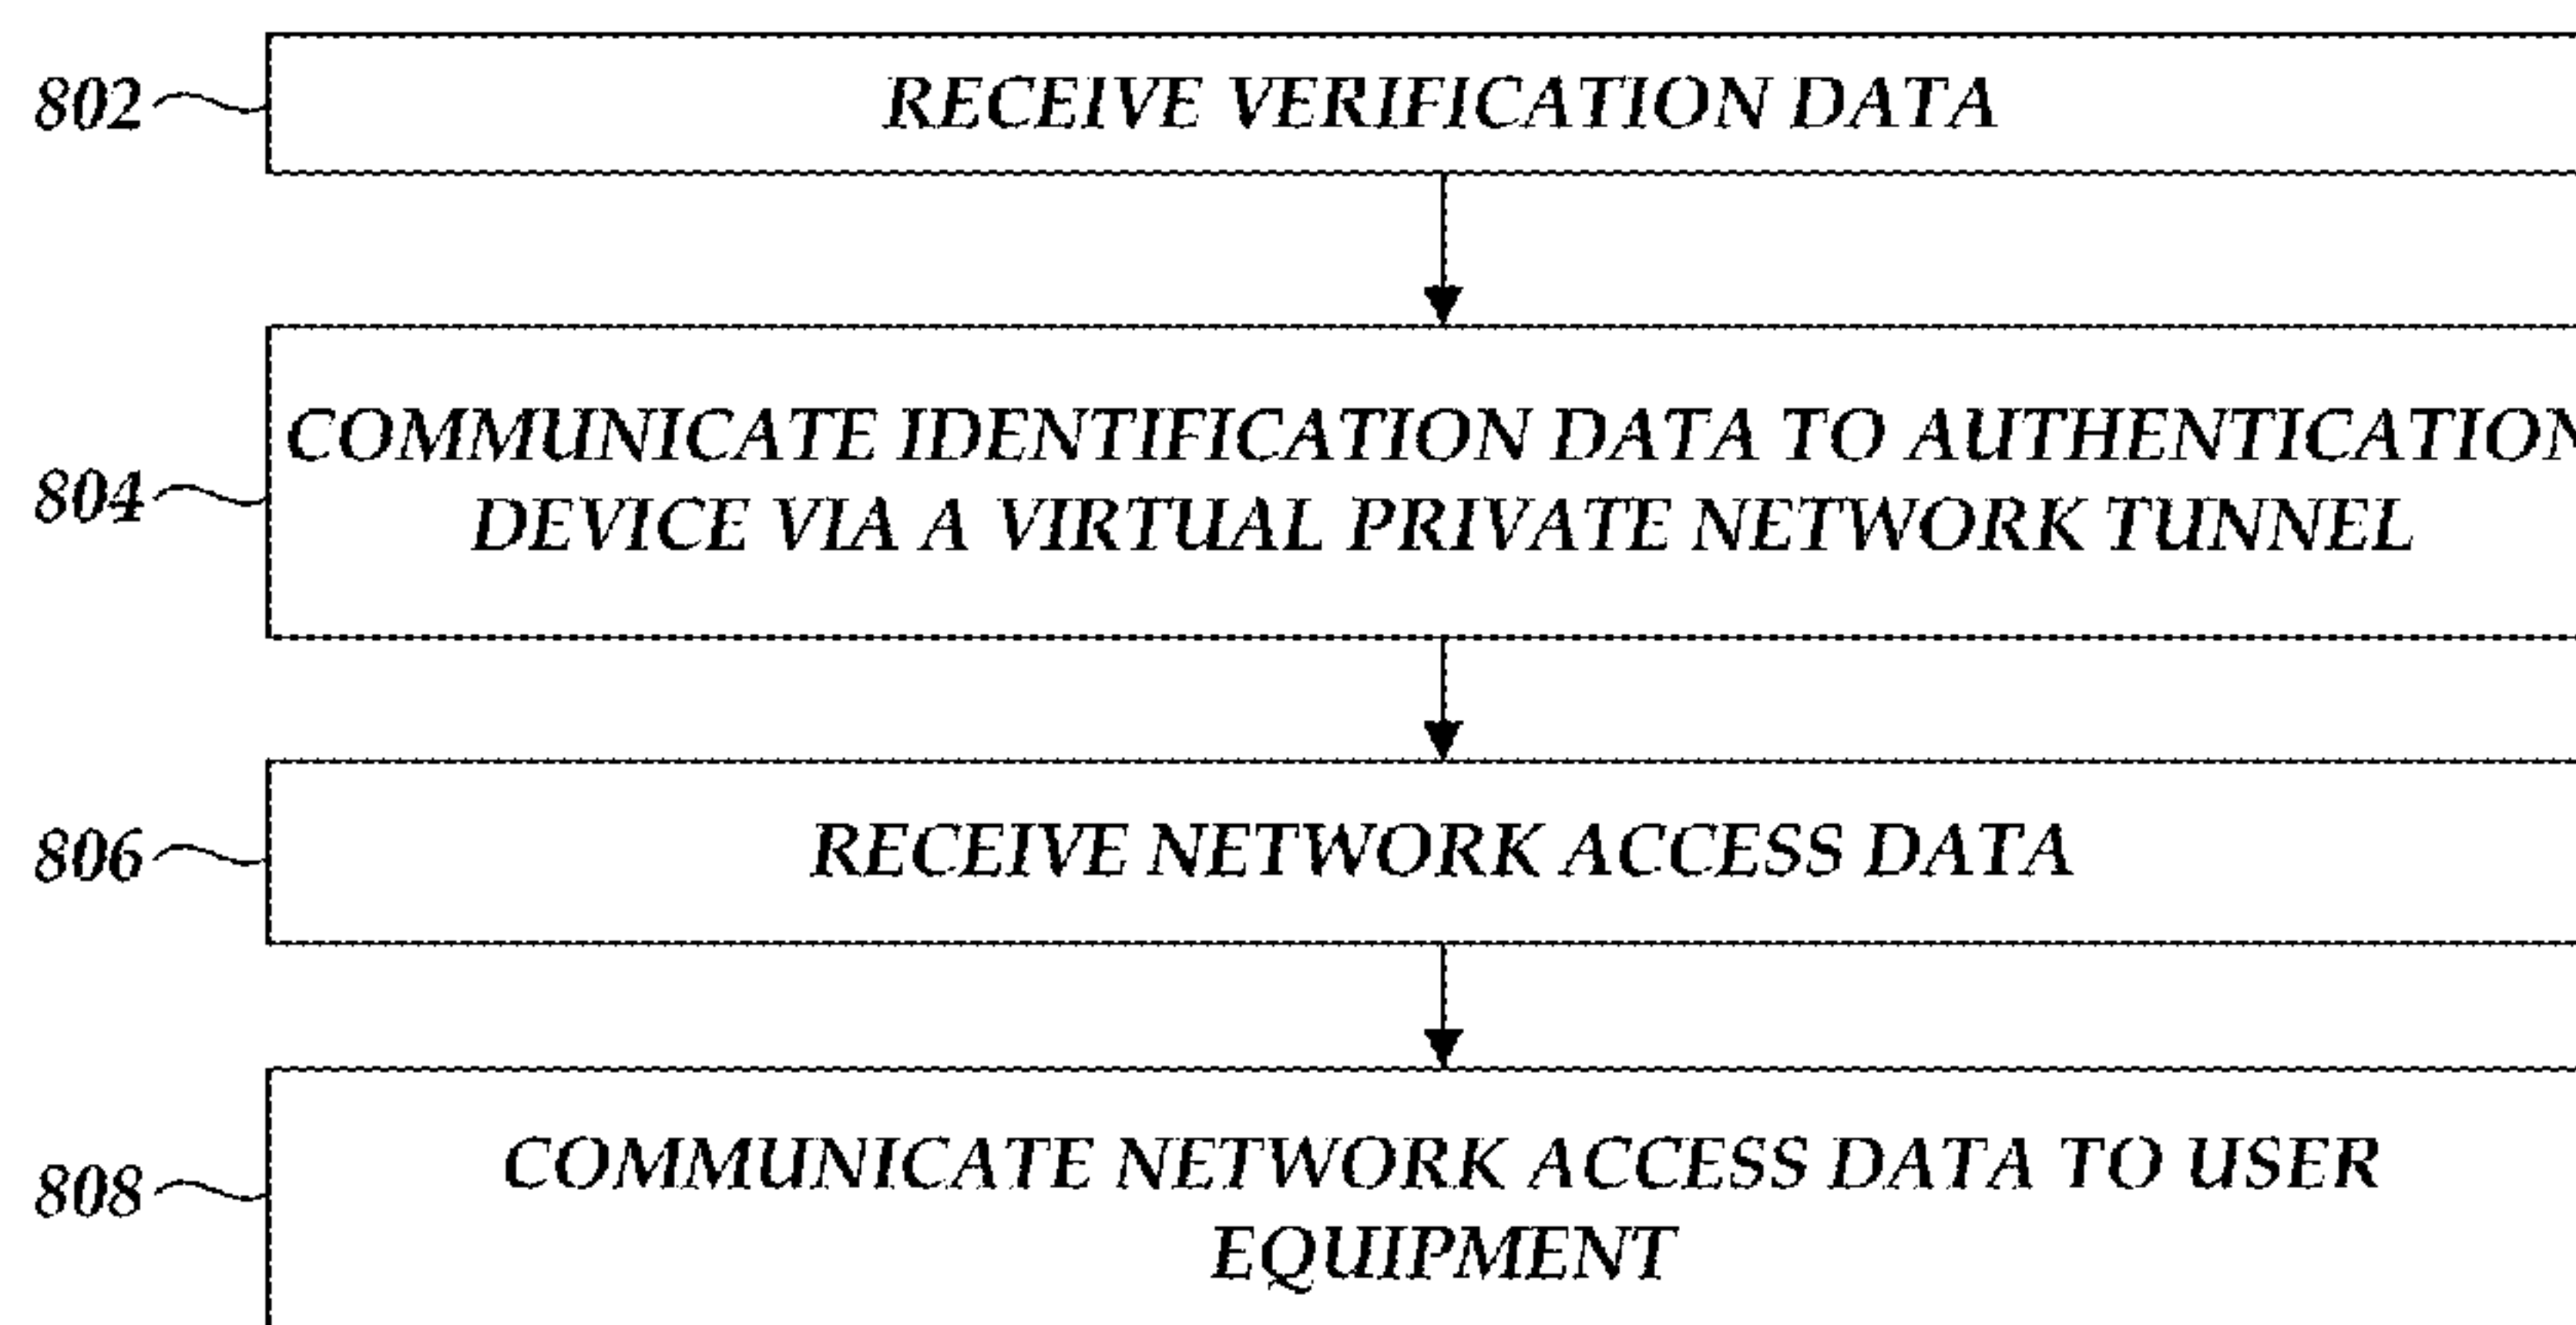 802 RECEIVE VERIFICATION DATA
COMMUNICATE IDENTIFICATION DATA TO AUTHENTICATION
804 DEVICE VIA A VIRTUAL PRIVATE NETWORK TUNNEL
806 RECEIVE NETWORK ACCESS DATA
808 COMMUNICATE NETWORK ACCESS DATA TO USER
EQUIPMENT